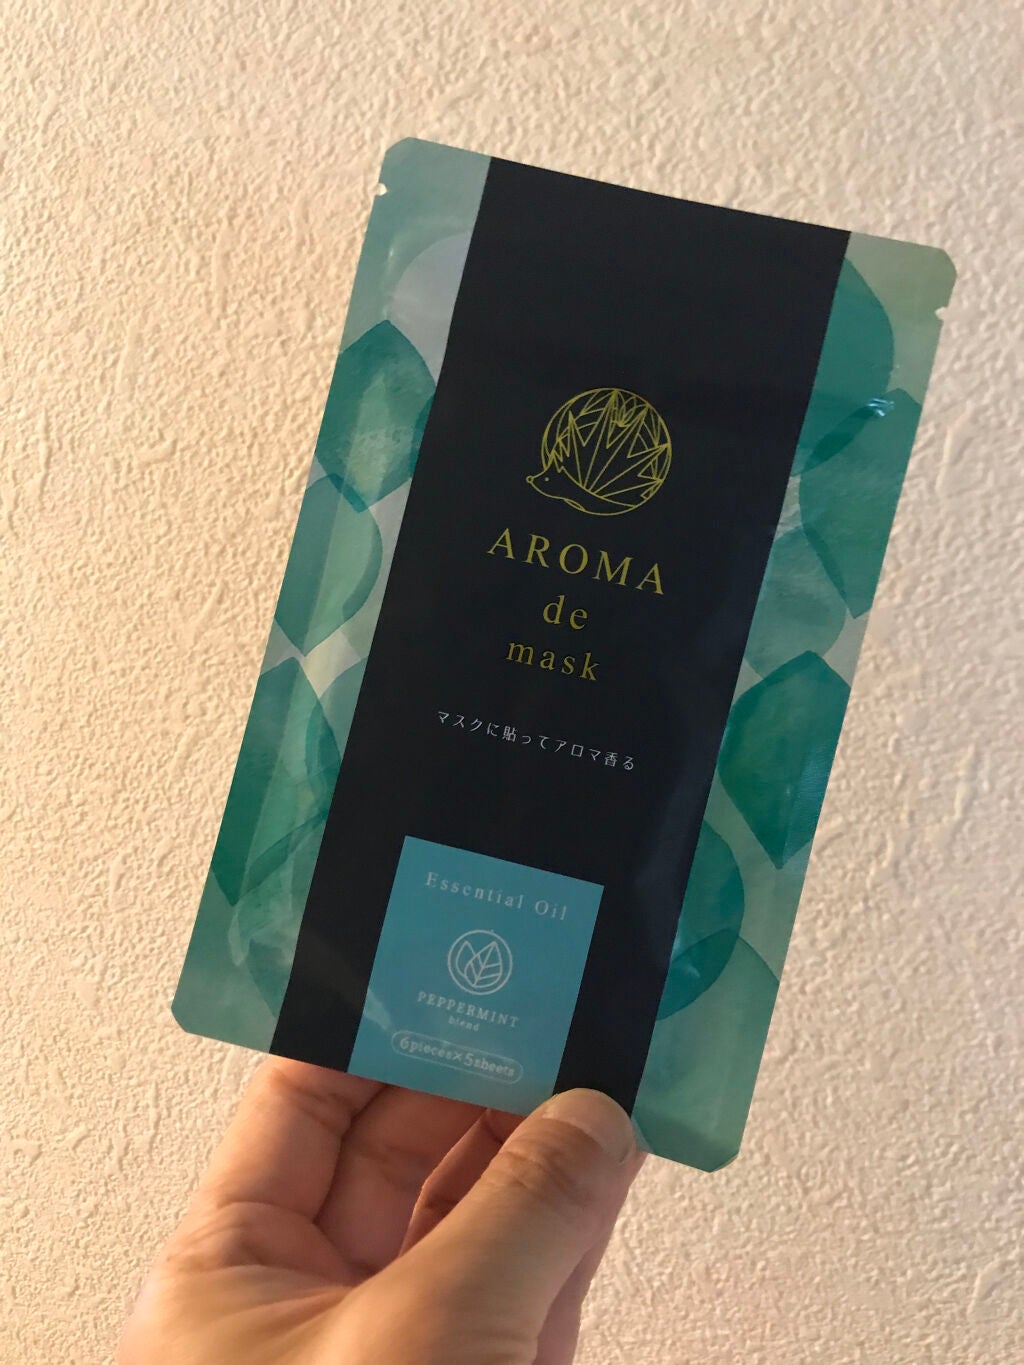 AROMA
de
mask
マスクに貼ってアロマ香る
Essential Oil
PEPPERMINT
blend
6pieces×5sheets